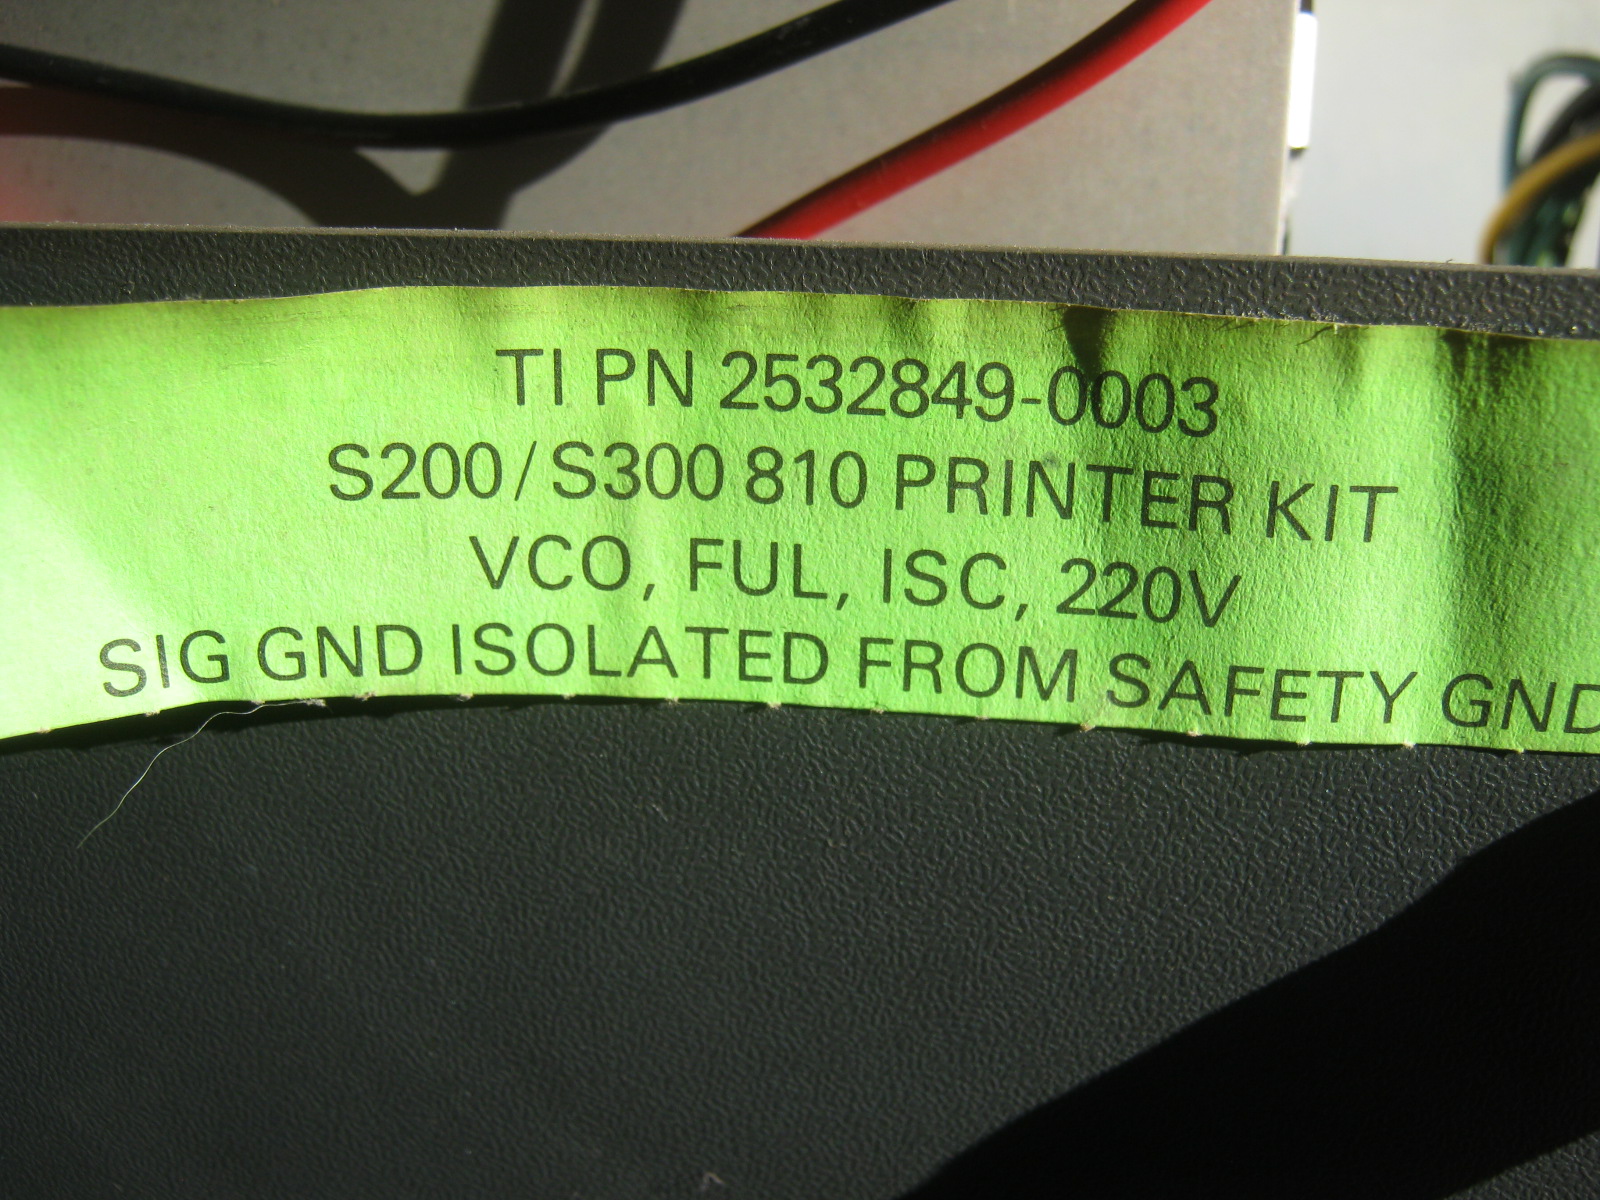 TI PN 2532849-0003
S200/S300 810 PRINTER KIT
VCO, FUL, ISC, 220V
SIG GND ISOLATED FROM SAFETY GND